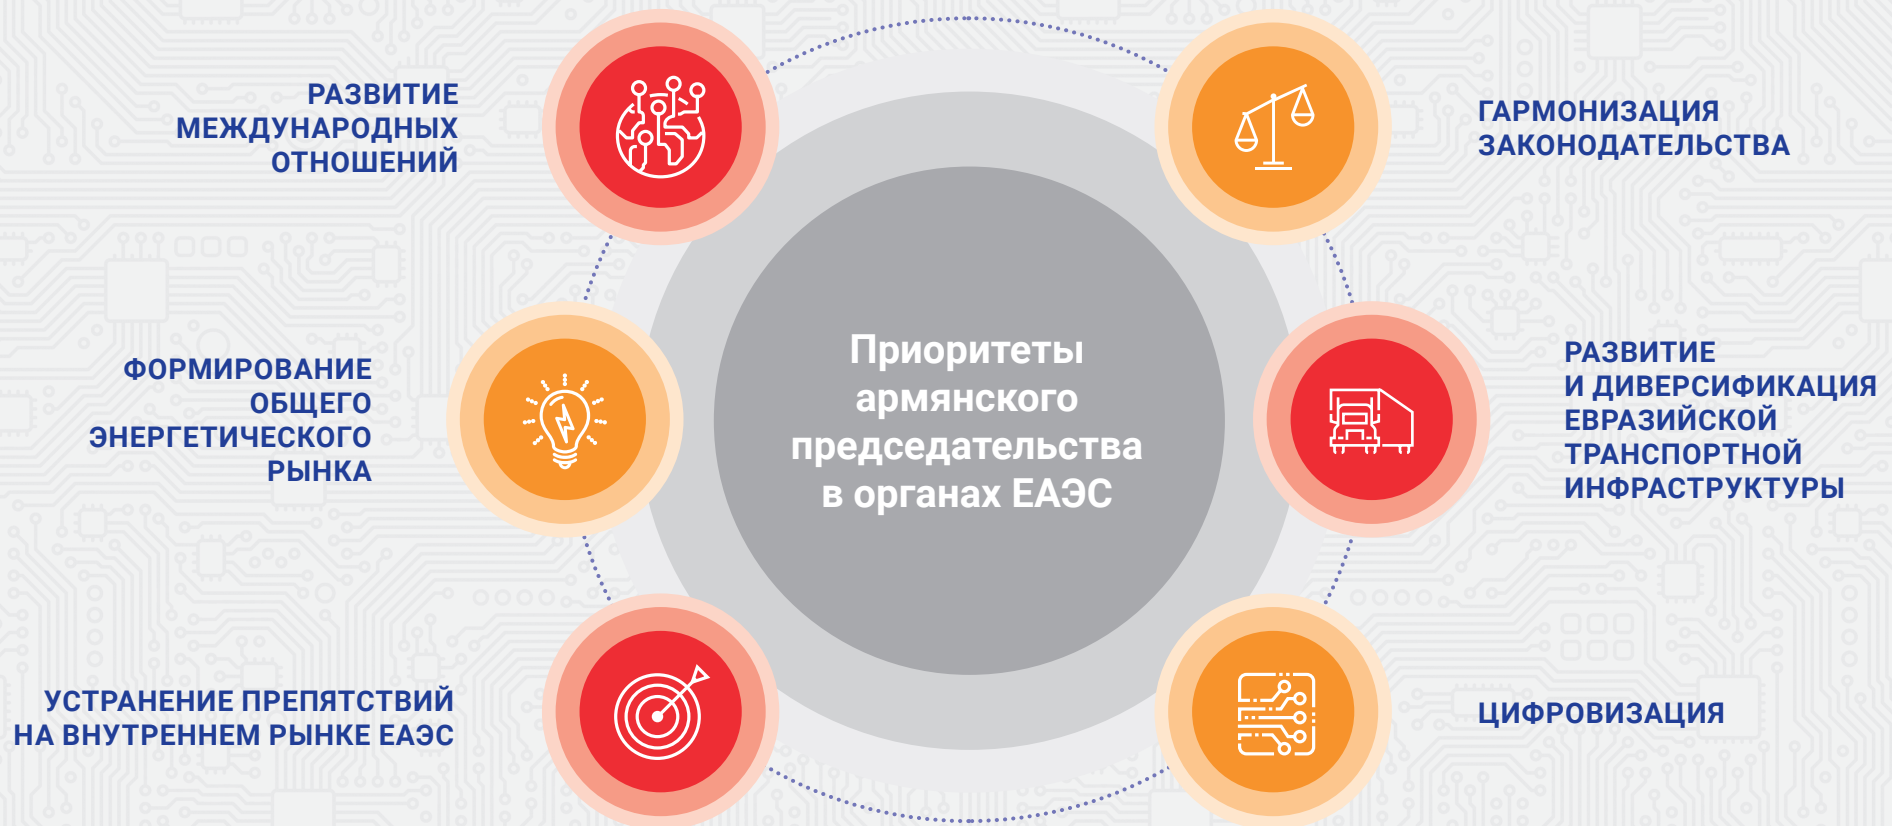 РАЗВИТИЕ
МЕЖДУНАРОДНЫХ
ОТНОШЕНИЙ
ГАРМОНИЗАЦИЯ
ЗАКОНОДАТЕЛЬСТВА
ФОРМИРОВАНИЕ
ОБЩЕГО
ЭНЕРГЕТИЧЕСКОГО
РЫНКА
Приоритеты
армянского
председательства
в органах ЕАЭС
РАЗВИТИЕ
И ДИВЕРСИФИКАЦИЯ
ЕВРАЗИЙСКОЙ
ТРАНСПОРТНОЙ
ИНФРАСТРУКТУРЫ
УСТРАНЕНИЕ ПРЕПЯТСТВИЙ
НА ВНУТРЕННЕМ РЫНКЕ ЕАЭС
ЦИФРОВИЗАЦИЯ